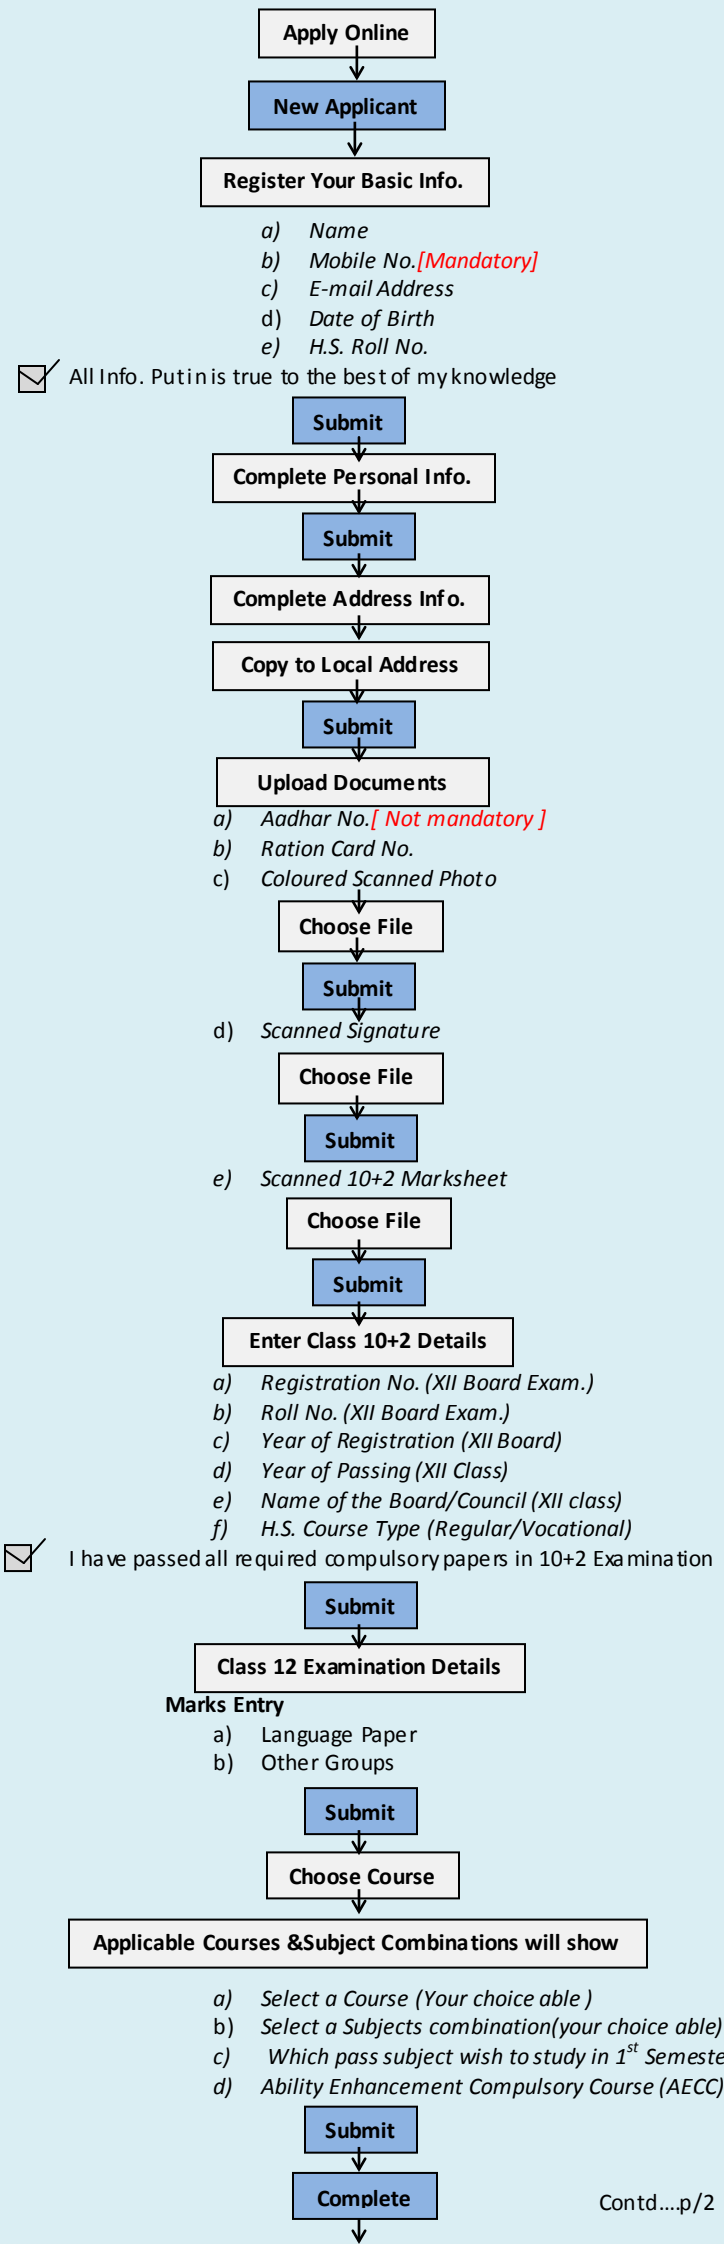 Apply Online
New Applicant
Register Your Basic Info.
a) Name
b) Mobile No.[Mandatory]
c) E-mail Address
d) Date of Birth
e) H.S. Roll No.
All Info. Put in is true to the best of my knowledge
Submit
Complete Personal Info.
Submit
Complete Address Info.
Copy to Local Address
Submit
Upload Documents
a) Aadhar No.[ Not mandatory ]
b) Ration Card No.
c) Coloured Scanned Photo
Choose File
Submit
d) Scanned Signature
Choose File
Submit
e) Scanned 10+2 Marksheet
Choose File
Submit
Enter Class 10+2 Details
a) Registration No. (XII Board Exam.)
b) Roll No. (XII Board Exam.)
c) Year of Registration (XII Board)
d) Year of Passing (XII Class)
e) Name of the Board/Council (XII class)
f) H.S. Course Type (Regular/Vocational)
I have passed all required compulsory papers in 10+2 Examination
Submit
Class 12 Examination Details
Marks Entry
a) Language Paper
b) Other Groups
Submit
Choose Course
Applicable Courses &Subject Combinations will show
a) Select a Course (Your choice able )
b) Select a Subjects combination(your choice able)
c) Which pass subject wish to study in 1st Semeste
d) Ability Enhancement Compulsory Course (AECC)
Submit
Complete
Contd....p/2